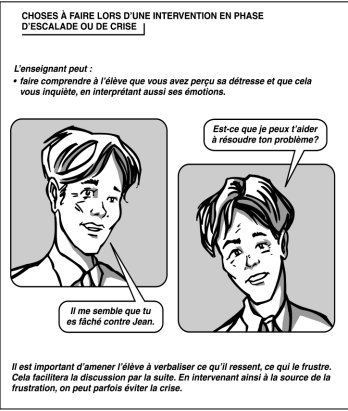 CHOSES À FAIRE LORS D'UNE INTERVENTION EN PHASE
D'ESCALADE OU DE CRISE
L'enseignant peut :
• faire comprendre à l'élève que vous avez perçu sa détresse et que cela
vous inquiète, en interprétant aussi ses émotions.
Est-ce que je peux t'aider
à résoudre ton problème?
Il me semble que tu
es fâché contre Jean.
Il est important d'amener l'élève à verbaliser ce qu'il ressent, ce qui le frustre.
Cela facilitera la discussion par la suite. En intervenant ainsi à la source de la
frustration, on peut parfois éviter la crise.